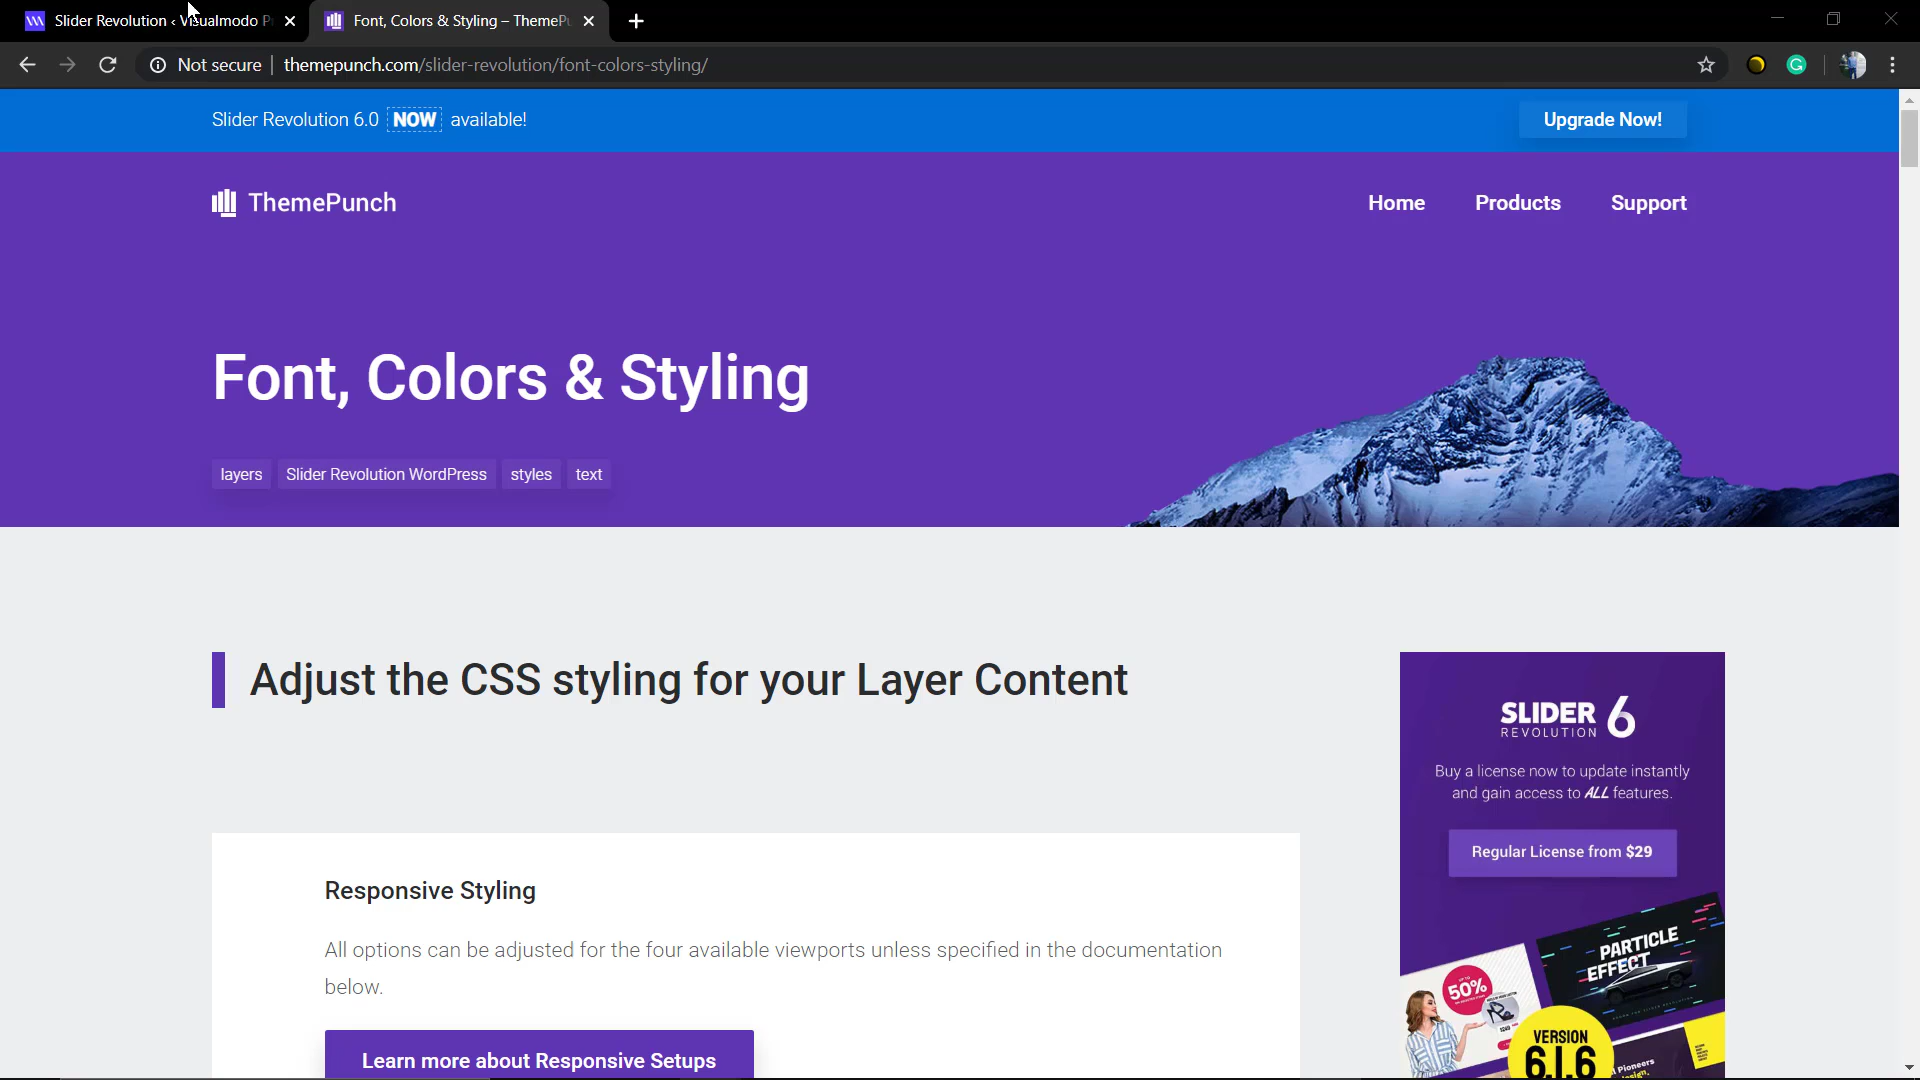 Slider Revolution ‹ Visualmodo P
Font, Colors & Styling – ThemePu
Not secure
themepunch.com/slider-revolution/font-colors-styling/
Slider Revolution 6.0 NOW available!
Upgrade Now!
ThemePunch
Home
Products
Support
Font, Colors & Styling
layers
Slider Revolution WordPress
styles
text
Adjust the CSS styling for your Layer Content
Responsive Styling
All options can be adjusted for the four available viewports unless specified in the documentation
below.
Learn more about Responsive Setups
SLIDER 6
REVOLUTION
Buy a license now to update instantly
and gain access to ALL features.
Regular License from $29
PARTICLE
EFFECT
50%
VERSION
6.1.6